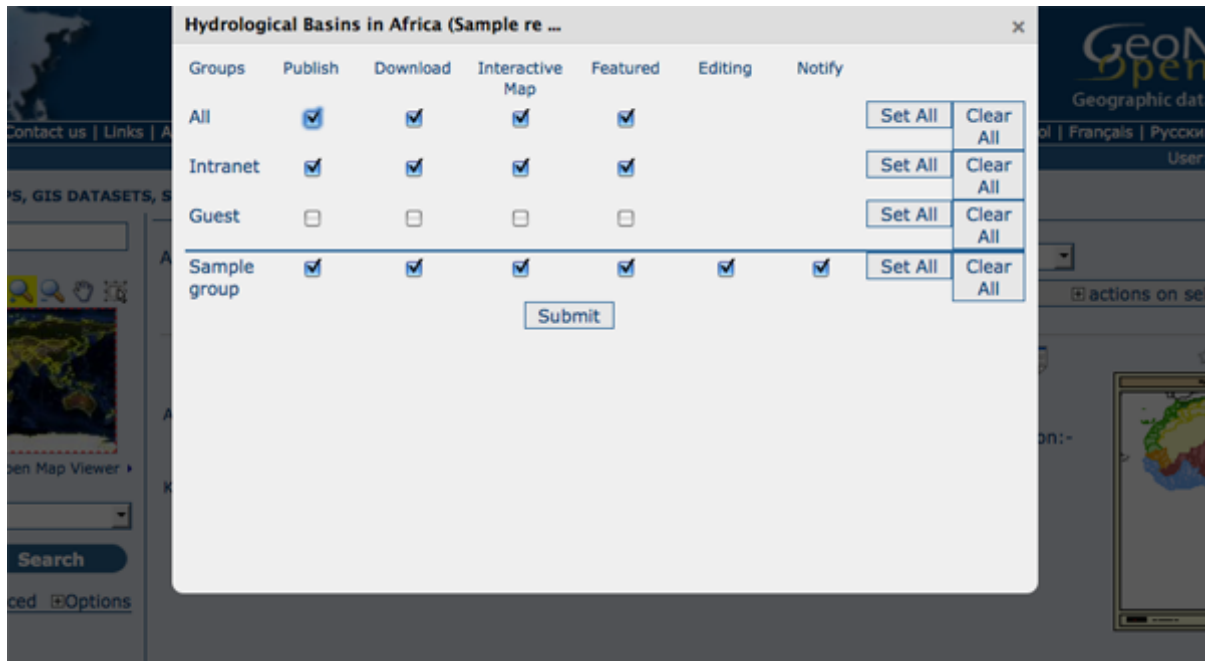 Hydrological Basins in Africa (Sample re ...
×
Groups Publish Download Interactive Map Featured Editing Notify
All Set All Clear All
Intranet Set All Clear All
Guest Set All Clear All
Sample group Set All Clear All
Submit
Geographic dat
Contact us | Links | A
ol | Français | Русски
User
PS, GIS DATASETS, S
A
actions on se
A
on:-
pen Map Viewer
K
Search
ced Options
GeoN
Open